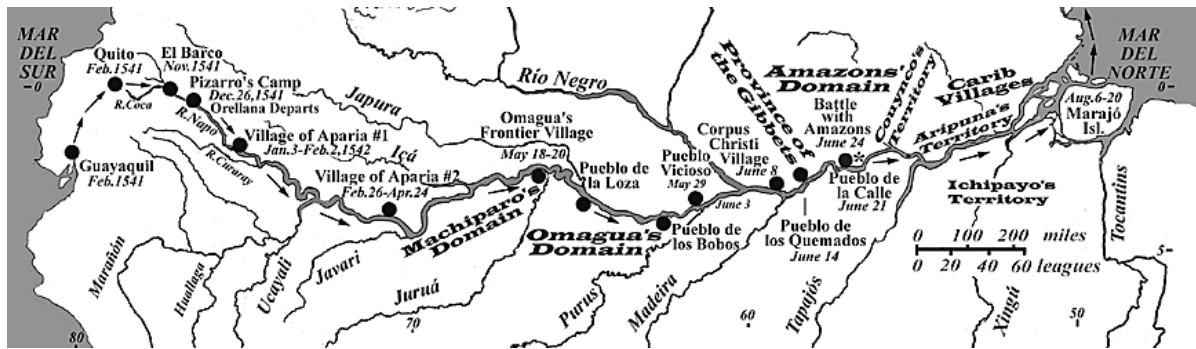 MAR
DEL
SUR
0
Quito
Feb.1541
El Barco
Nov.1541
Pizarro's Camp
Dec.26,1541
Orellana Departs
R.Coca
R.Napo
Village of Aparia #1
Jan.3-Feb.2,1542
Guayaquil
Feb.1541
R.Curaray
Japura
Içá
Village of Aparia #2
Feb.26-Apr.24
Omagua's
Frontier Village
May 18-20
Machiparo's
Domain
Río Negro
Pueblo de
la Loza
Omagua's
Domain
Pueblo
Vicioso
May 29
Pueblo de
los Bobos
June 3
Corpus
Christi
Village
June 8
Province of
the Gibbets
Pueblo de
los Quemados
June 14
Amazons'
Domain
Battle
with
Amazons
June 24
*
Pueblo de
la Calle
June 21
Couynco's
Territory
Carib
Villages
Aripuna's
Territory
Ichipayo's
Territory
MAR
DEL
NORTE
0
Aug.6-20
Marajó
Isl.
Marañón
Huallaga
Ucayali
Javari
Juruá
Purus
Madeira
Tapajós
Xingú
Tocantins
0 100 200 miles
0 20 40 60 leagues
5
80
70
60
50